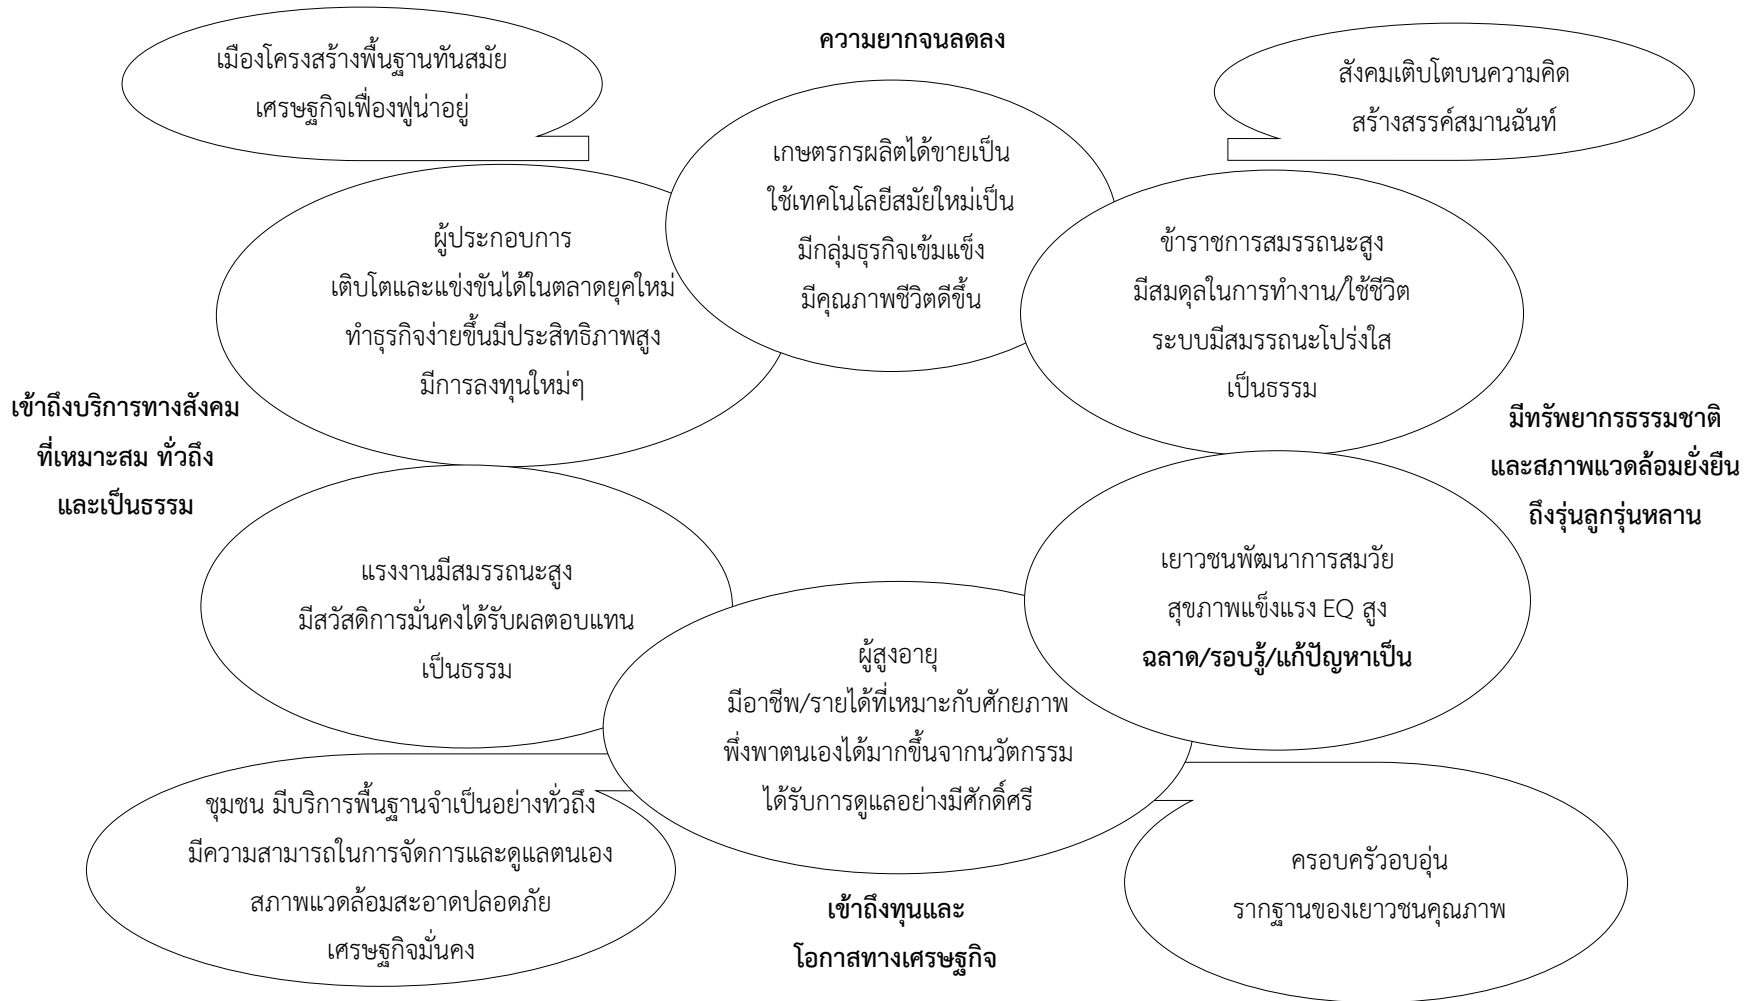 เมืองโครงสร้างพื้นฐานทันสมัย
เศรษฐกิจเฟื่องฟูน่าอยู่
ความยากจนลดลง
สังคมเติบโตบนความคิด
สร้างสรรค์สมานฉันท์
เกษตรกรผลิตได้ขายเป็น
ใช้เทคโนโลยีสมัยใหม่เป็น
มีกลุ่มธุรกิจเข้มแข็ง
มีคุณภาพชีวิตดีขึ้น
ผู้ประกอบการ
เติบโตและแข่งขันได้ในตลาดยุคใหม่
ทำธุรกิจง่ายขึ้นมีประสิทธิภาพสูง
มีการลงทุนใหม่ๆ
ข้าราชการสมรรถนะสูง
มีสมดุลในการทำงาน/ใช้ชีวิต
ระบบมีสมรรถนะโปร่งใส
เป็นธรรม
เข้าถึงบริการทางสังคม
ที่เหมาะสม ทั่วถึง
และเป็นธรรม
มีทรัพยากรธรรมชาติ
และสภาพแวดล้อมยั่งยืน
ถึงรุ่นลูกรุ่นหลาน
แรงงานมีสมรรถนะสูง
มีสวัสดิการมั่นคงได้รับผลตอบแทน
เป็นธรรม
ผู้สูงอายุ
มีอาชีพ/รายได้ที่เหมาะกับศักยภาพ
พึ่งพาตนเองได้มากขึ้นจากนวัตกรรม
ได้รับการดูแลอย่างมีศักดิ์ศรี
เยาวชนพัฒนาการสมวัย
สุขภาพแข็งแรง EQ สูง
ฉลาด/รอบรู้/แก้ปัญหาเป็น
ชุมชน มีบริการพื้นฐานจำเป็นอย่างทั่วถึง
มีความสามารถในการจัดการและดูแลตนเอง
สภาพแวดล้อมสะอาดปลอดภัย
เศรษฐกิจมั่นคง
เข้าถึงทุนและ
โอกาสทางเศรษฐกิจ
ครอบครัวอบอุ่น
รากฐานของเยาวชนคุณภาพ